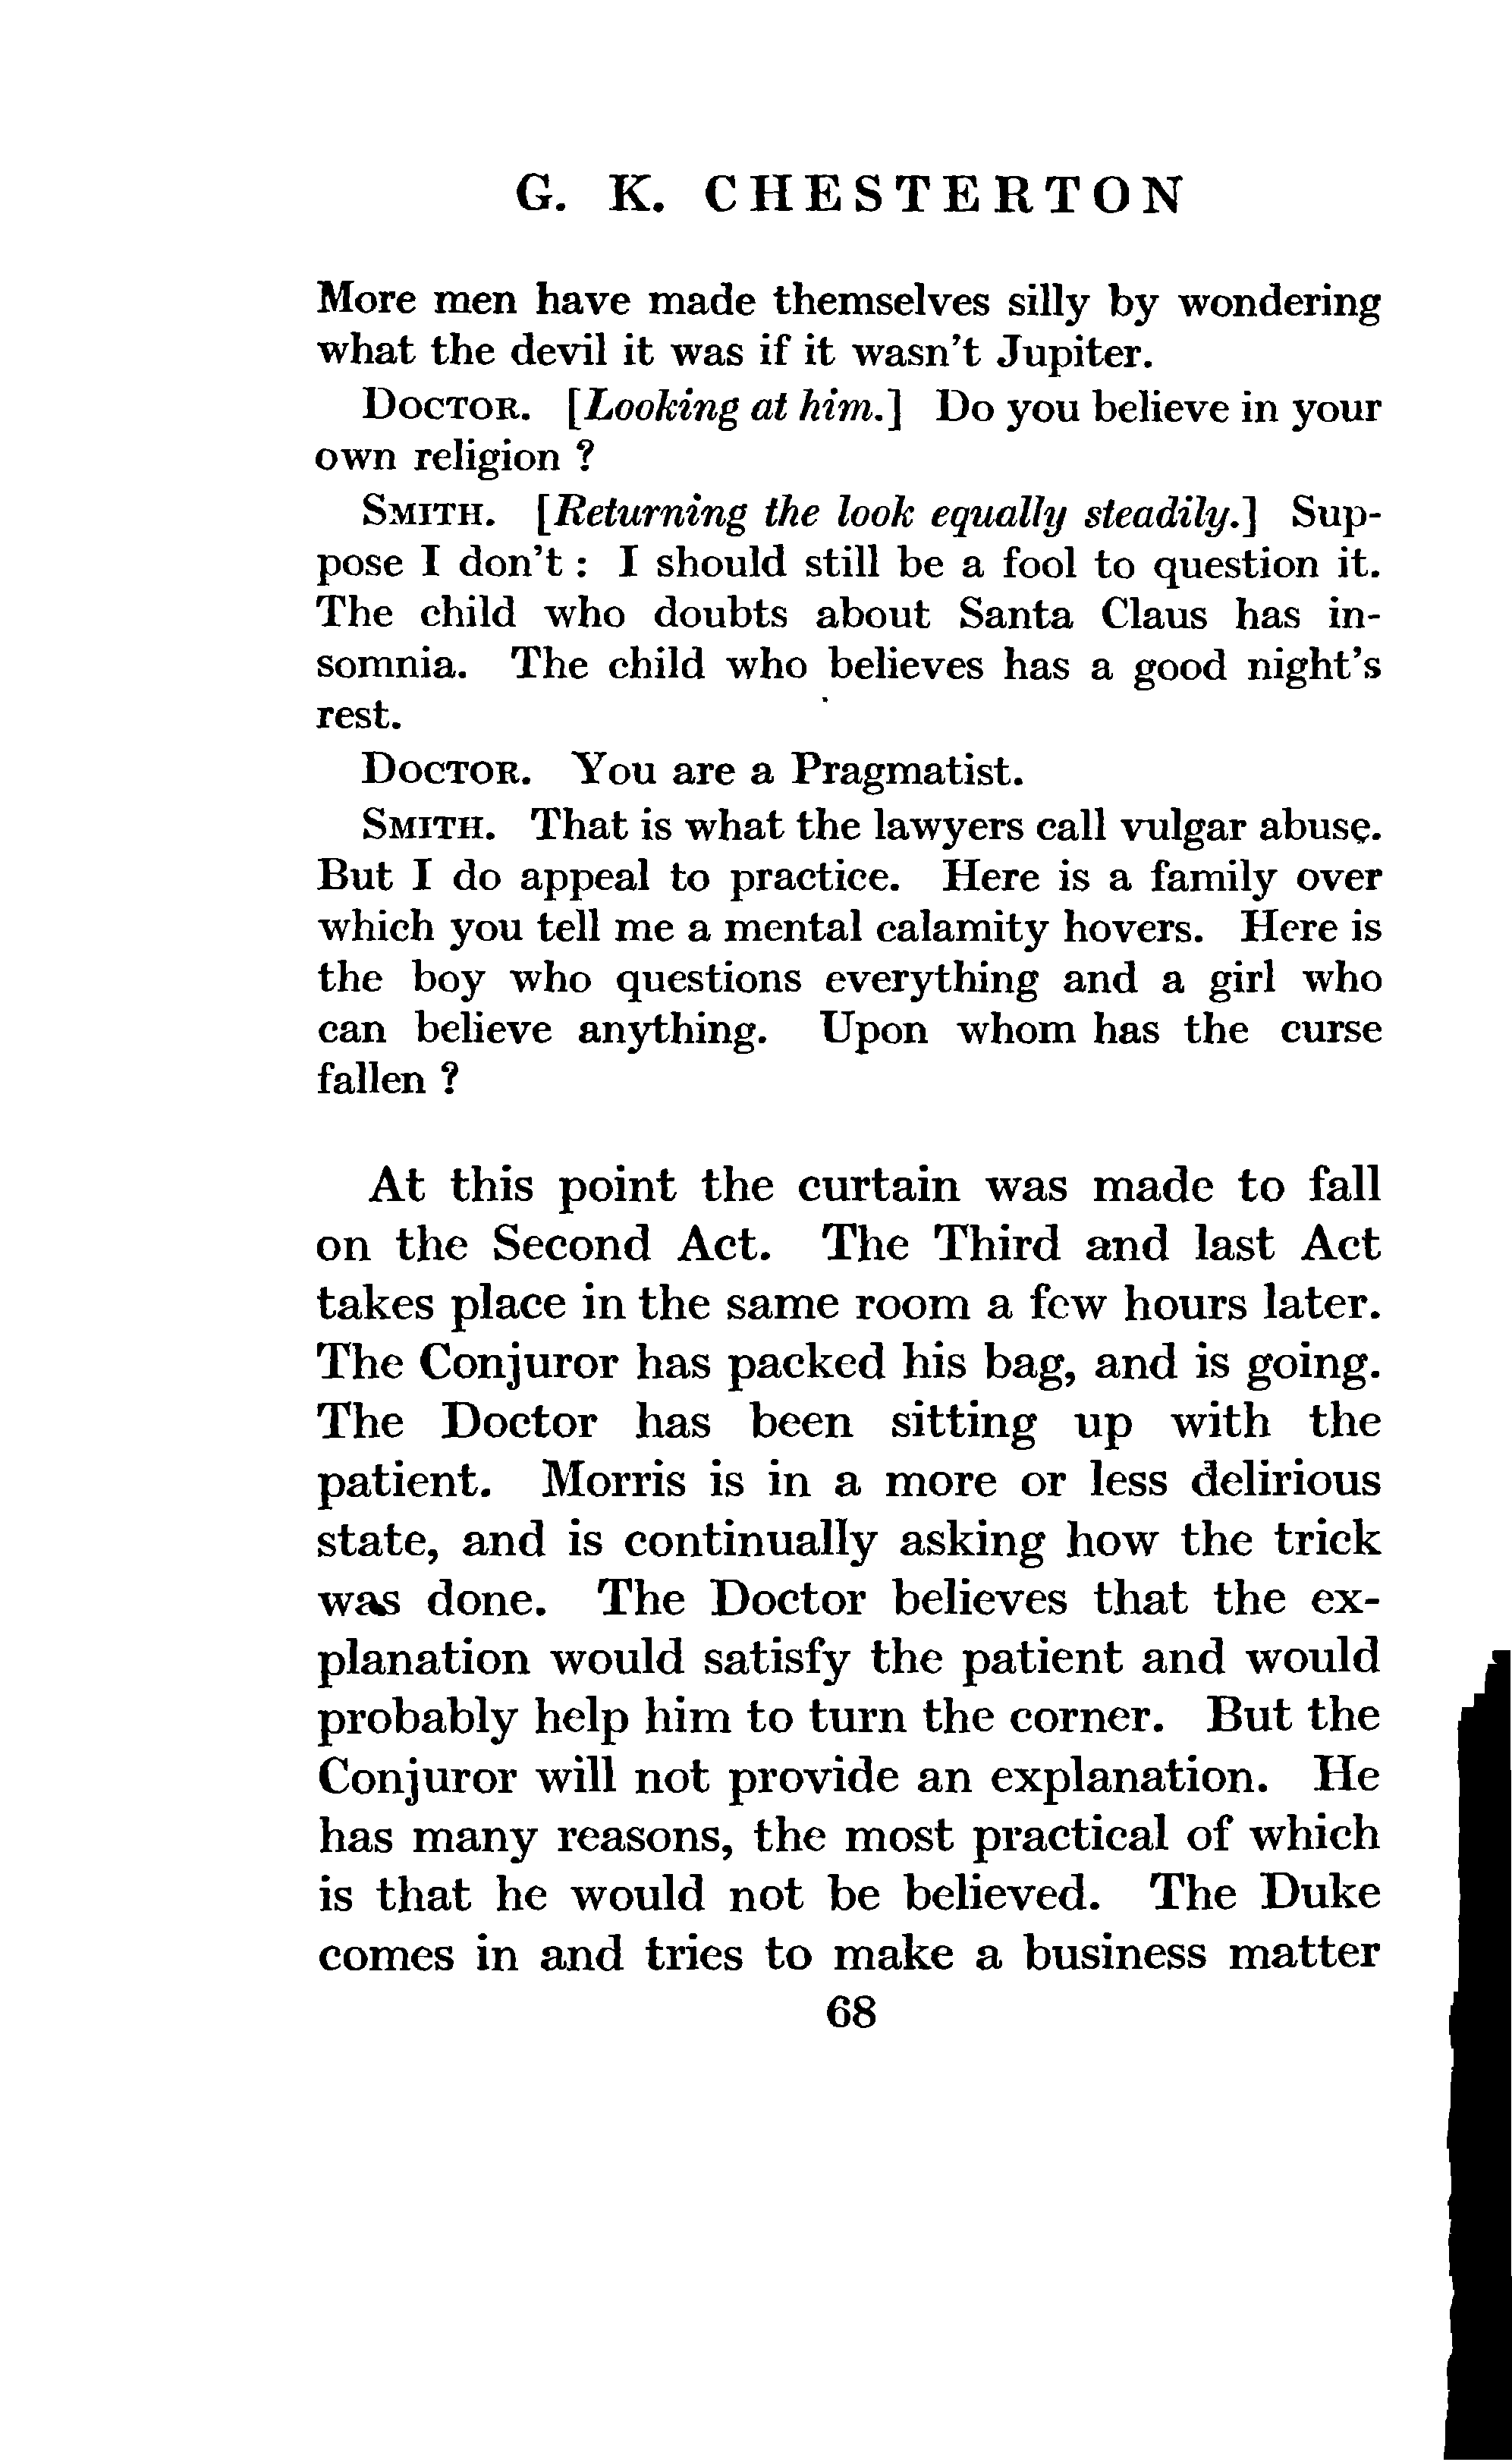 G. K. CHESTERTON
More men have made themselves silly by wondering
what the devil it was if it wasn't Jupiter.
DOCTOR. [Looking at him.] Do you believe in your
own religion ?
SMITH. [Returning the look equally steadily.] Sup-
pose I don't : I should still be a fool to question it.
The child who doubts about Santa Claus has in-
somnia. The child who believes has a good night's
rest.
DOCTOR. You are a Pragmatist.
SMITH. That is what the lawyers call vulgar abuse.
But I do appeal to practice. Here is a family over
which you tell me a mental calamity hovers. Here is
the boy who questions everything and a girl who
can believe anything. Upon whom has the curse
fallen ?
At this point the curtain was made to fall
on the Second Act. The Third and last Act
takes place in the same room a few hours later.
The Conjuror has packed his bag, and is going.
The Doctor has been sitting up with the
patient. Morris is in a more or less delirious
state, and is continually asking how the trick
was done. The Doctor believes that the ex-
planation would satisfy the patient and would
probably help him to turn the corner. But the
Conjuror will not provide an explanation. He
has many reasons, the most practical of which
is that he would not be believed. The Duke
comes in and tries to make a business matter
68